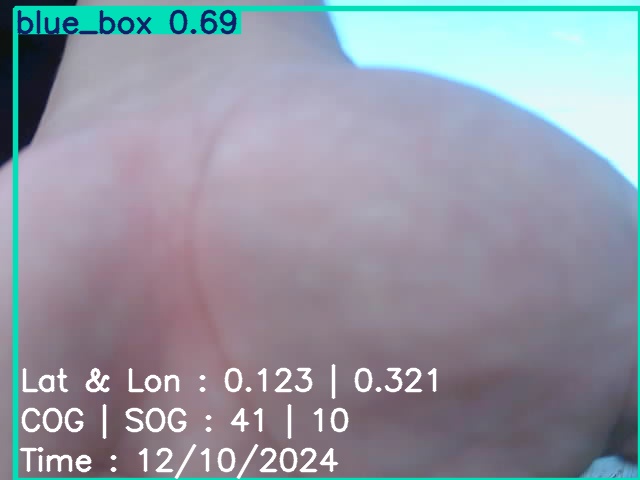 blue_box 0.69
Lat & Lon : 0.123 | 0.321
COG | SOG : 41 | 10
Time : 12/10/2024